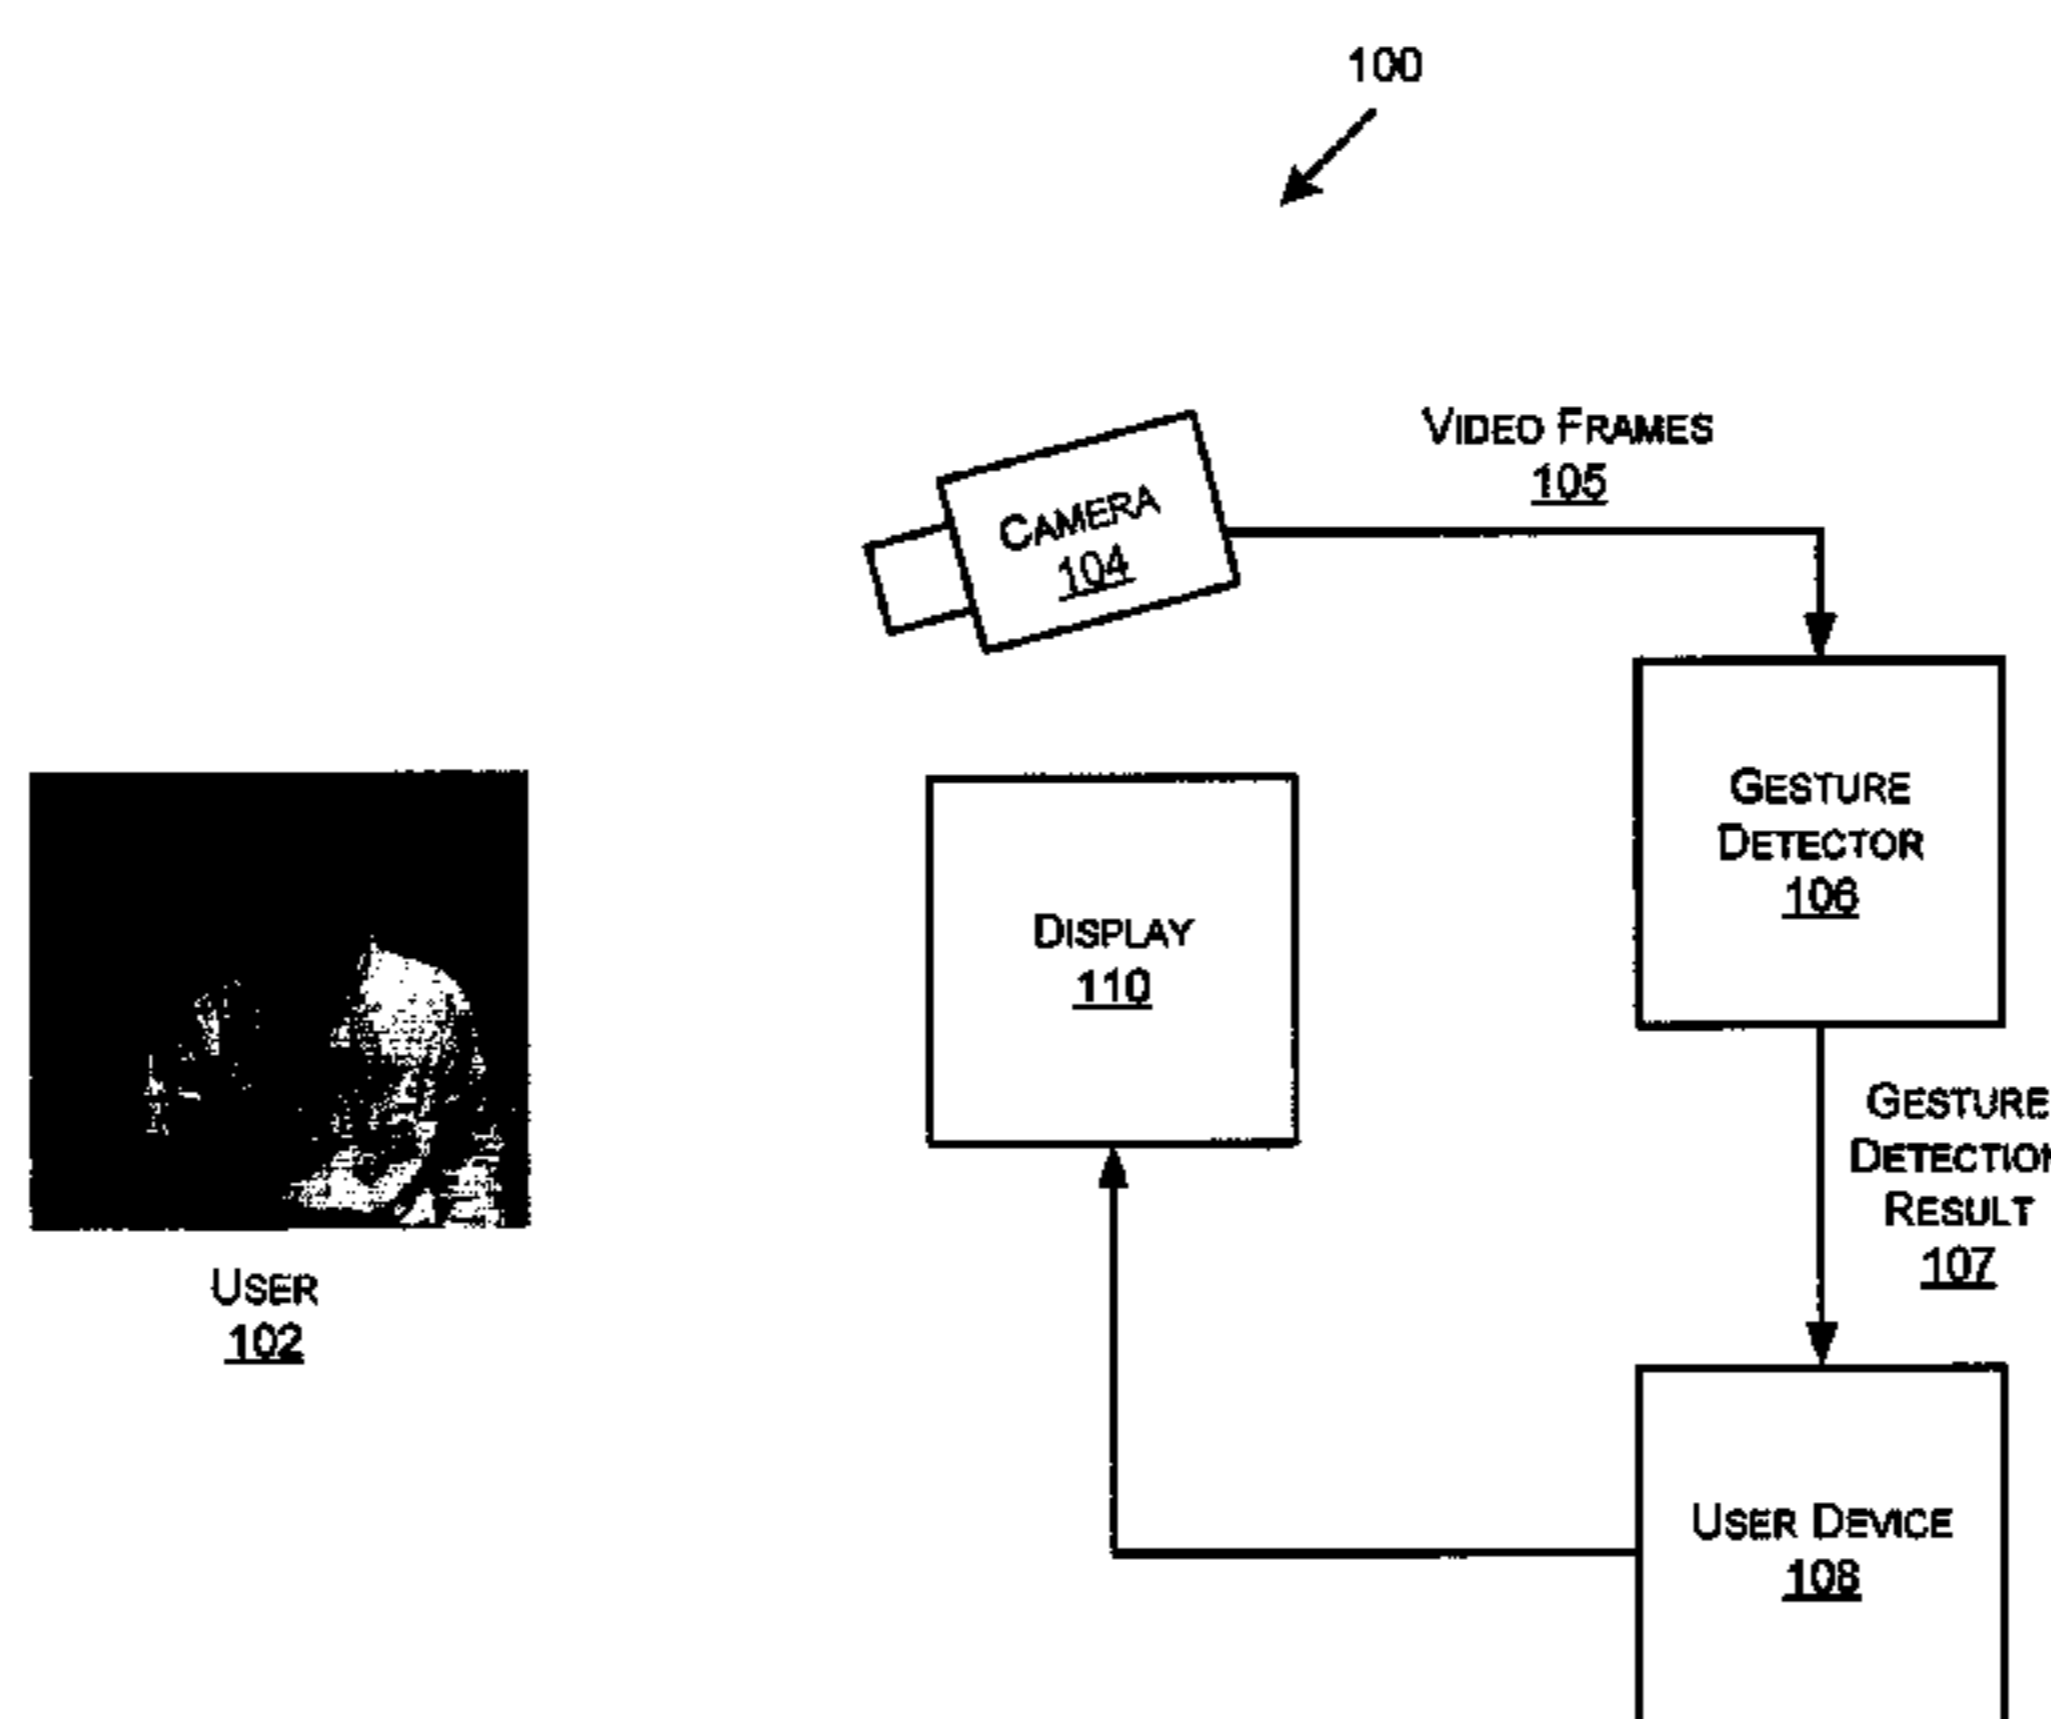 100
VIDEO FRAMES
105
CAMERA
104
GESTURE
DETECTOR
106
DISPLAY
110
GESTURE
DETECTION
RESULT
107
USER
102
USER DEVICE
108